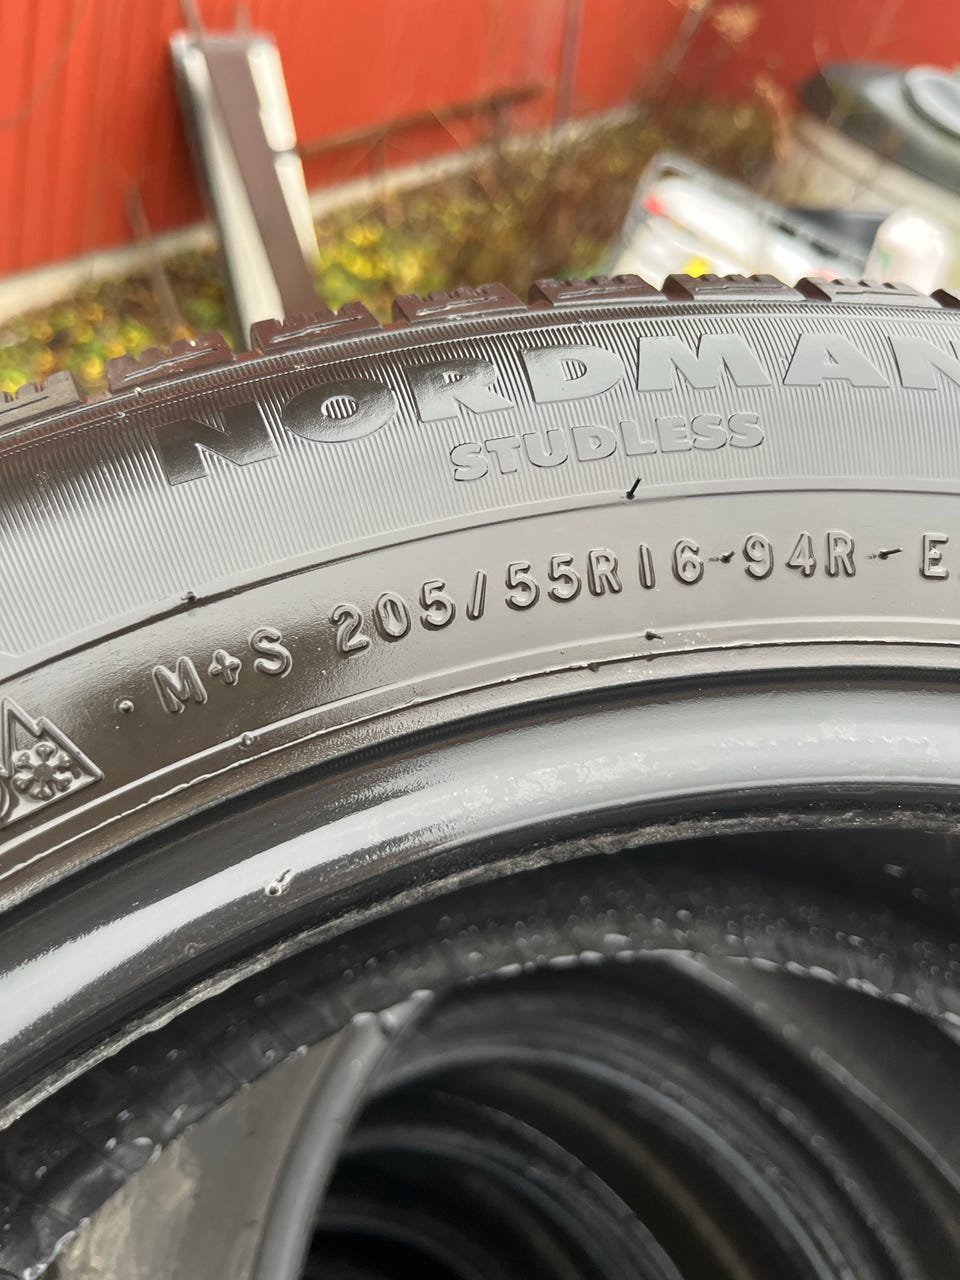 NORDMAN
STUDLESS
· M+S 205/55R16-94R-E